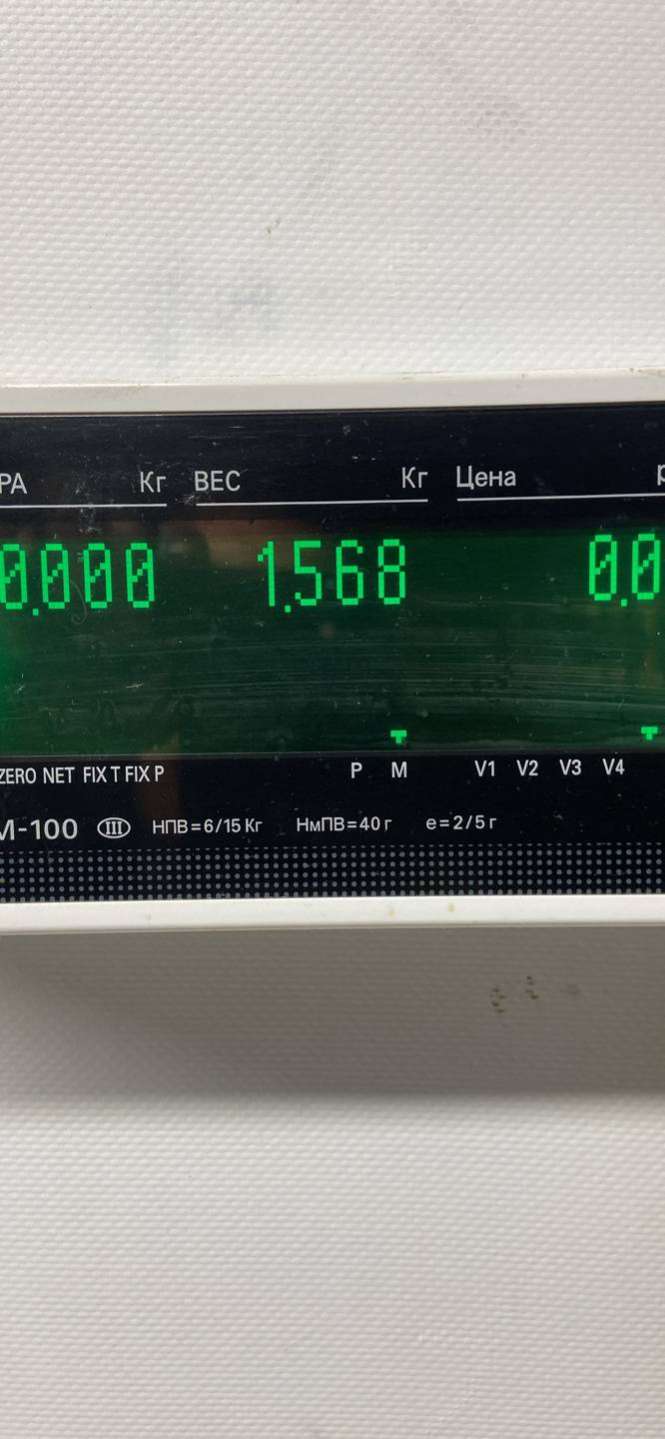 РА Кг ВЕС Кг Цена р
0.000 1.568 0.0
ZERO NET FIX T FIX P P M V1 V2 V3 V4
М-100 III НПВ=6/15 Кг НмПВ=40 г e=2/5 г